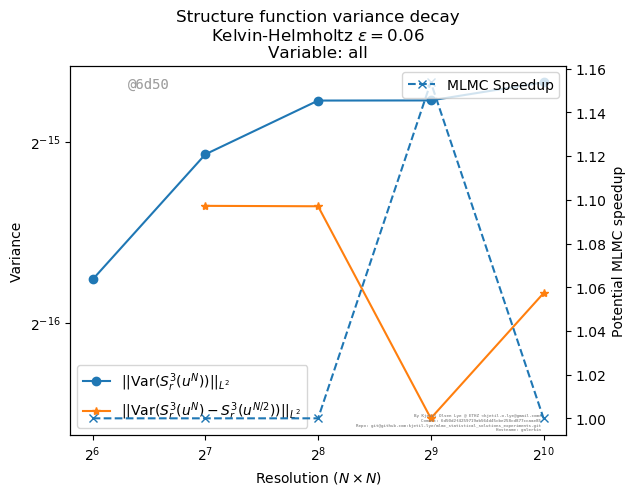 Structure function variance decay
Kelvin-Helmholtz ε = 0.06
Variable: all
@6d50
MLMC Speedup
Variance
2^{-15}
2^{-16}
Potential MLMC speedup
1.16
1.14
1.12
1.10
1.08
1.06
1.04
1.02
1.00
||Var(S_r^3(u^N))||_{L^2}
||Var(S_r^3(u^N) − S_r^3(u^{N/2}))||_{L^2}
2^6
2^7
2^8
2^9
2^{10}
Resolution (N × N)